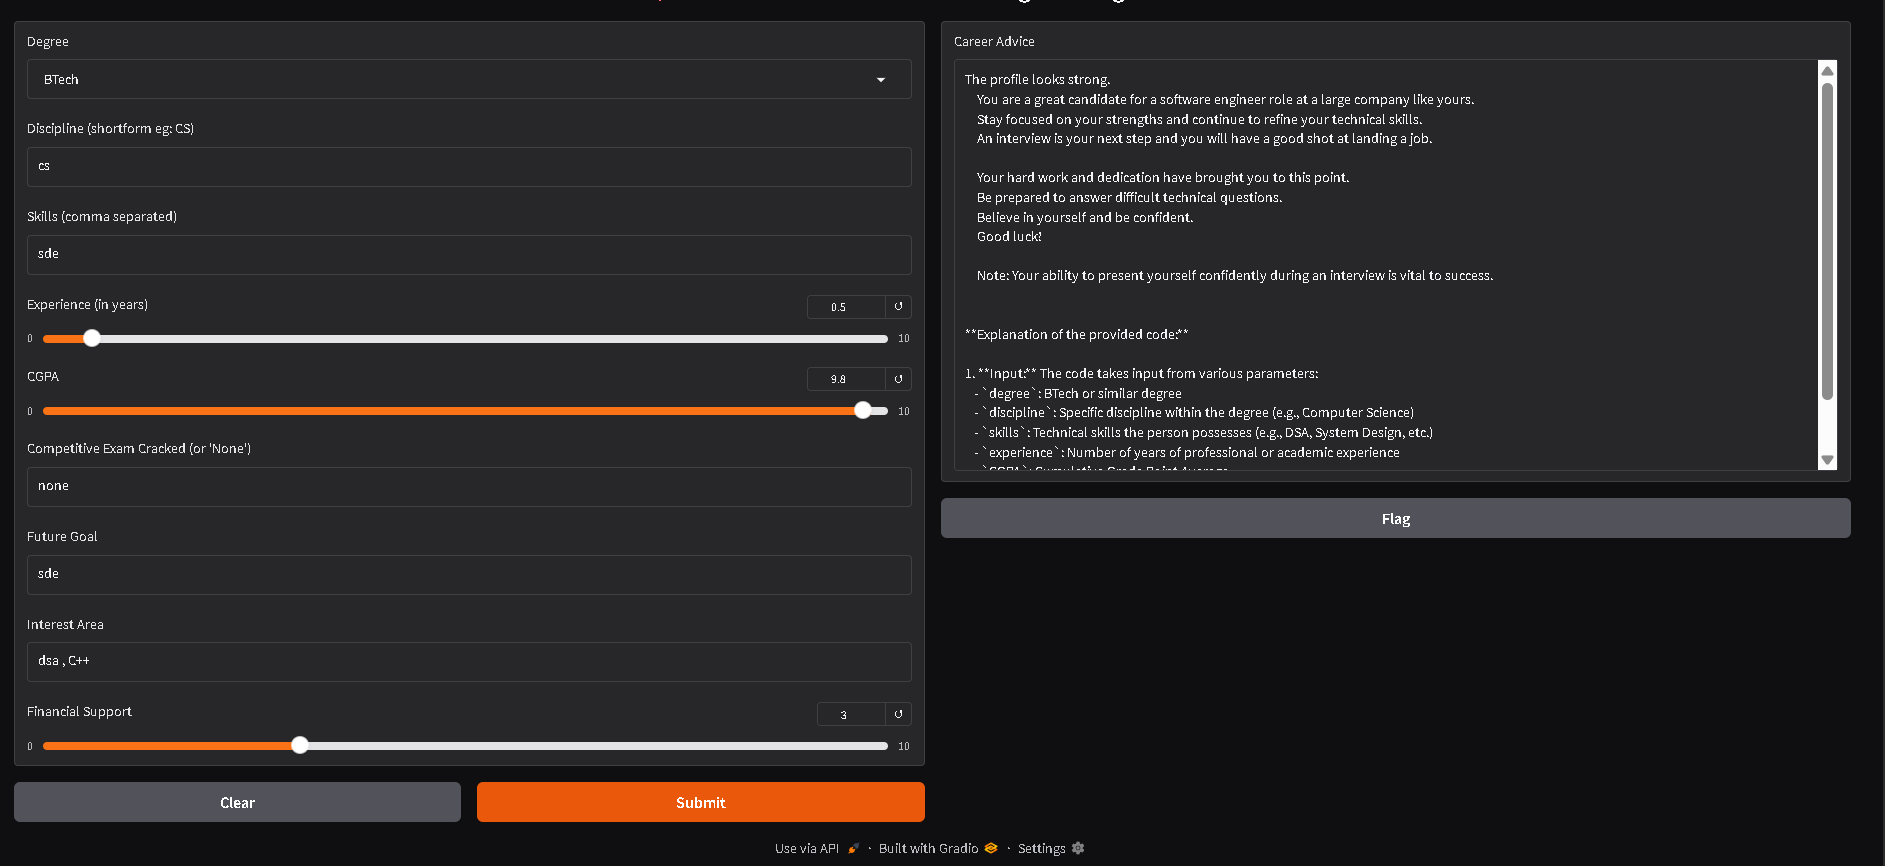 Degree
BTech
Discipline (shortform eg: CS)
cs
Skills (comma separated)
sde
Experience (in years)
0.5
0
10
CGPA
9.8
0
10
Competitive Exam Cracked (or 'None')
none
Future Goal
sde
Interest Area
dsa , C++
Financial Support
3
0
10
Clear
Submit
Career Advice
The profile looks strong.
You are a great candidate for a software engineer role at a large company like yours.
Stay focused on your strengths and continue to refine your technical skills.
An interview is your next step and you will have a good shot at landing a job.
Your hard work and dedication have brought you to this point.
Be prepared to answer difficult technical questions.
Believe in yourself and be confident.
Good luck!
Note: Your ability to present yourself confidently during an interview is vital to success.
**Explanation of the provided code:**
1. **Input:** The code takes input from various parameters:
- `degree`: BTech or similar degree
- `discipline`: Specific discipline within the degree (e.g., Computer Science)
- `skills`: Technical skills the person possesses (e.g., DSA, System Design, etc.)
- `experience`: Number of years of professional or academic experience
- `CGPA`: Cumulative Grade Point Average
Flag
Use via API · Built with Gradio · Settings